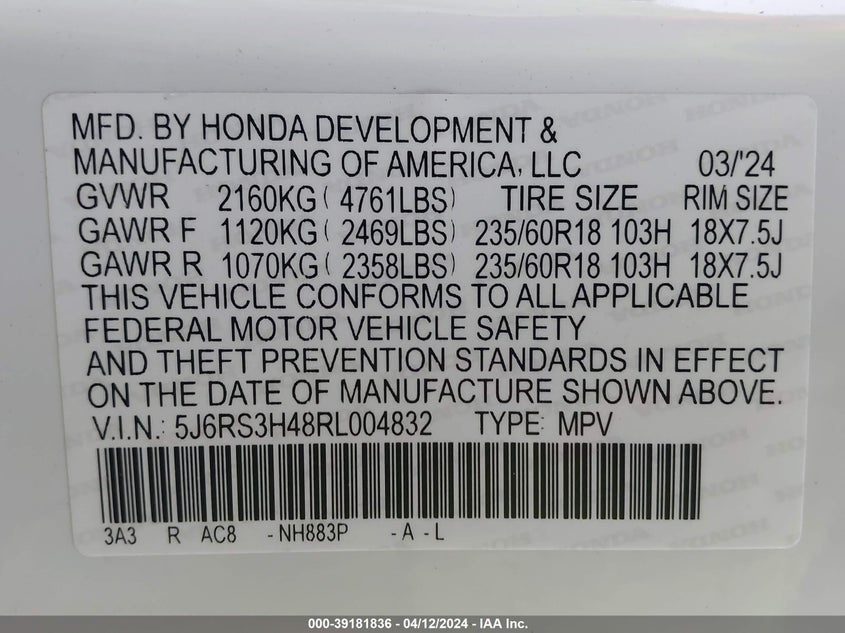 MFD. BY HONDA DEVELOPMENT &
MANUFACTURING OF AMERICA, LLC 03/'24
GVWR 2160KG( 4761LBS) TIRE SIZE RIM SIZE
GAWR F 1120KG( 2469LBS) 235/60R18 103H 18X7.5J
GAWR R 1070KG( 2358LBS) 235/60R18 103H 18X7.5J
THIS VEHICLE CONFORMS TO ALL APPLICABLE
FEDERAL MOTOR VEHICLE SAFETY
AND THEFT PREVENTION STANDARDS IN EFFECT
ON THE DATE OF MANUFACTURE SHOWN ABOVE.
V.I.N.: 5J6RS3H48RL004832 TYPE: MPV
3A3 R AC8 -NH883P -A -L
000-39181836 - 04/12/2024 - IAA Inc.